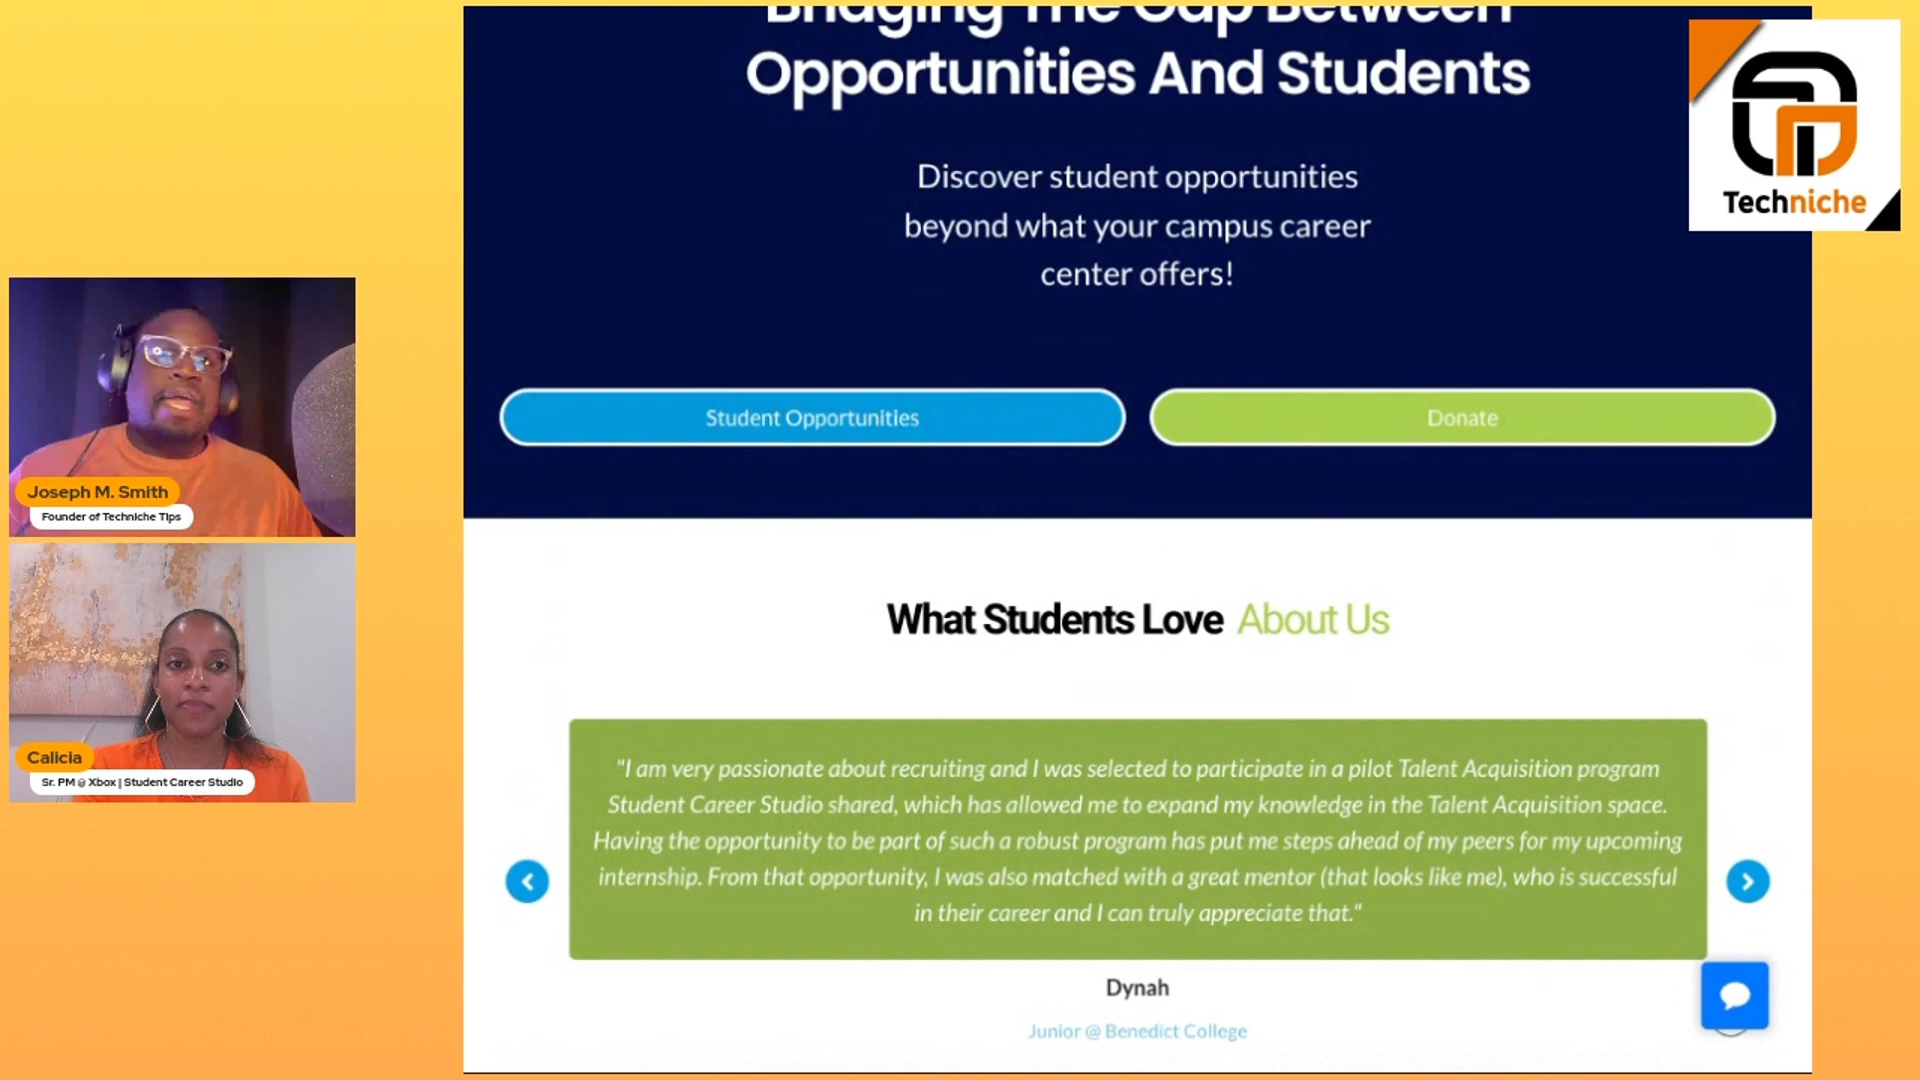 Bridging The Gap Between
Opportunities And Students
Discover student opportunities
beyond what your campus career
center offers!
Student Opportunities
Donate
Techniche
Joseph M. Smith
Founder of Techniche Tips
Calicia
Sr. PM @ Xbox | Student Career Studio
What Students Love About Us
"I am very passionate about recruiting and I was selected to participate in a pilot Talent Acquisition program
Student Career Studio shared, which has allowed me to expand my knowledge in the Talent Acquisition space.
Having the opportunity to be part of such a robust program has put me steps ahead of my peers for my upcoming
internship. From that opportunity, I was also matched with a great mentor (that looks like me), who is successful
in their career and I can truly appreciate that."
Dynah
Junior @ Benedict College